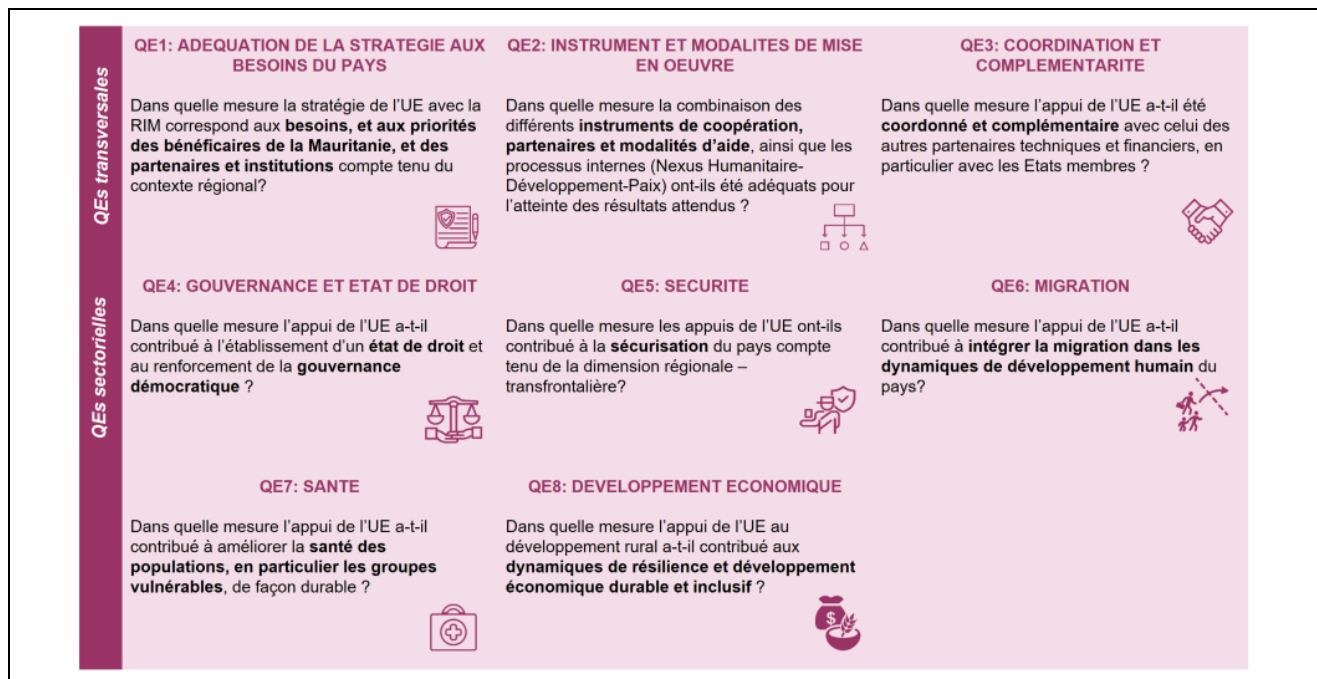 QEs transversales
QE1: ADEQUATION DE LA STRATEGIE AUX
BESOINS DU PAYS
Dans quelle mesure la stratégie de l'UE avec la
RIM correspond aux besoins, et aux priorités
des bénéficaires de la Mauritanie, et des
partenaires et institutions compte tenu du
contexte régional?
QE2: INSTRUMENT ET MODALITES DE MISE
EN OEUVRE
Dans quelle mesure la combinaison des
différents instruments de coopération,
partenaires et modalités d'aide, ainsi que les
processus internes (Nexus Humanitaire-
Développement-Paix) ont-ils été adéquats pour
l'atteinte des résultats attendus ?
QE3: COORDINATION ET
COMPLEMENTARITE
Dans quelle mesure l'appui de l'UE a-t-il été
coordonné et complémentaire avec celui des
autres partenaires techniques et financiers, en
particulier avec les Etats membres ?
QEs sectorielles
QE4: GOUVERNANCE ET ETAT DE DROIT
Dans quelle mesure l'appui de l'UE a-t-il
contribué à l'établissement d'un état de droit et
au renforcement de la gouvernance
démocratique ?
QE5: SECURITE
Dans quelle mesure les appuis de l'UE ont-ils
contribué à la sécurisation du pays compte
tenu de la dimension régionale –
transfrontalière?
QE6: MIGRATION
Dans quelle mesure l'appui de l'UE a-t-il
contribué à intégrer la migration dans les
dynamiques de développement humain du
pays?
QE7: SANTE
Dans quelle mesure l'appui de l'UE a-t-il
contribué à améliorer la santé des
populations, en particulier les groupes
vulnérables, de façon durable ?
QE8: DEVELOPPEMENT ECONOMIQUE
Dans quelle mesure l'appui de l'UE au
développement rural a-t-il contribué aux
dynamiques de résilience et développement
économique durable et inclusif ?
$